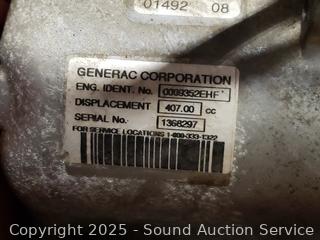 01492 08
GENERAC CORPORATION
ENG. IDENT. No. 0009352EHF
DISPLACEMENT 407.00 cc
SERIAL No. 1368297
FOR SERVICE LOCATIONS 1-800-333-1322
Copyright 2025 - Sound Auction Service